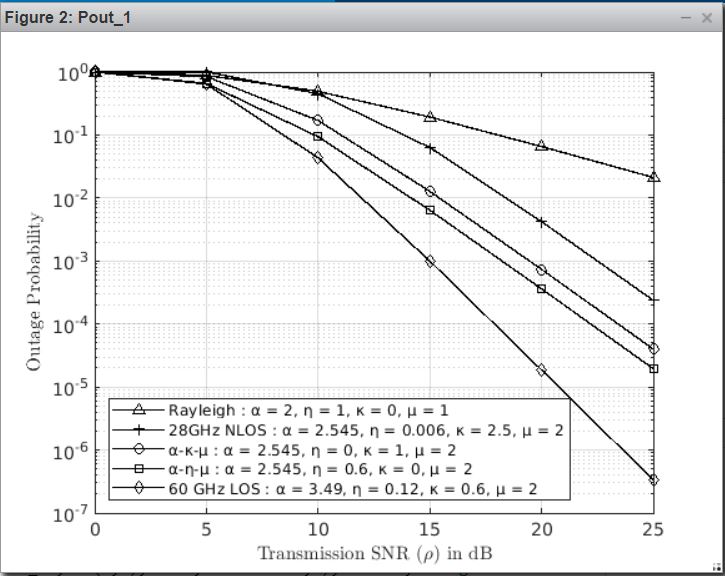 Figure 2: Pout_1
10⁰
10⁻¹
10⁻²
10⁻³
10⁻⁴
10⁻⁵
10⁻⁶
10⁻⁷
Outage Probability
Rayleigh : α = 2, η = 1, κ = 0, μ = 1
28GHz NLOS : α = 2.545, η = 0.006, κ = 2.5, μ = 2
α-κ-μ : α = 2.545, η = 0, κ = 1, μ = 2
α-η-μ : α = 2.545, η = 0.6, κ = 0, μ = 2
60 GHz LOS : α = 3.49, η = 0.12, κ = 0.6, μ = 2
0 5 10 15 20 25
Transmission SNR (ρ) in dB